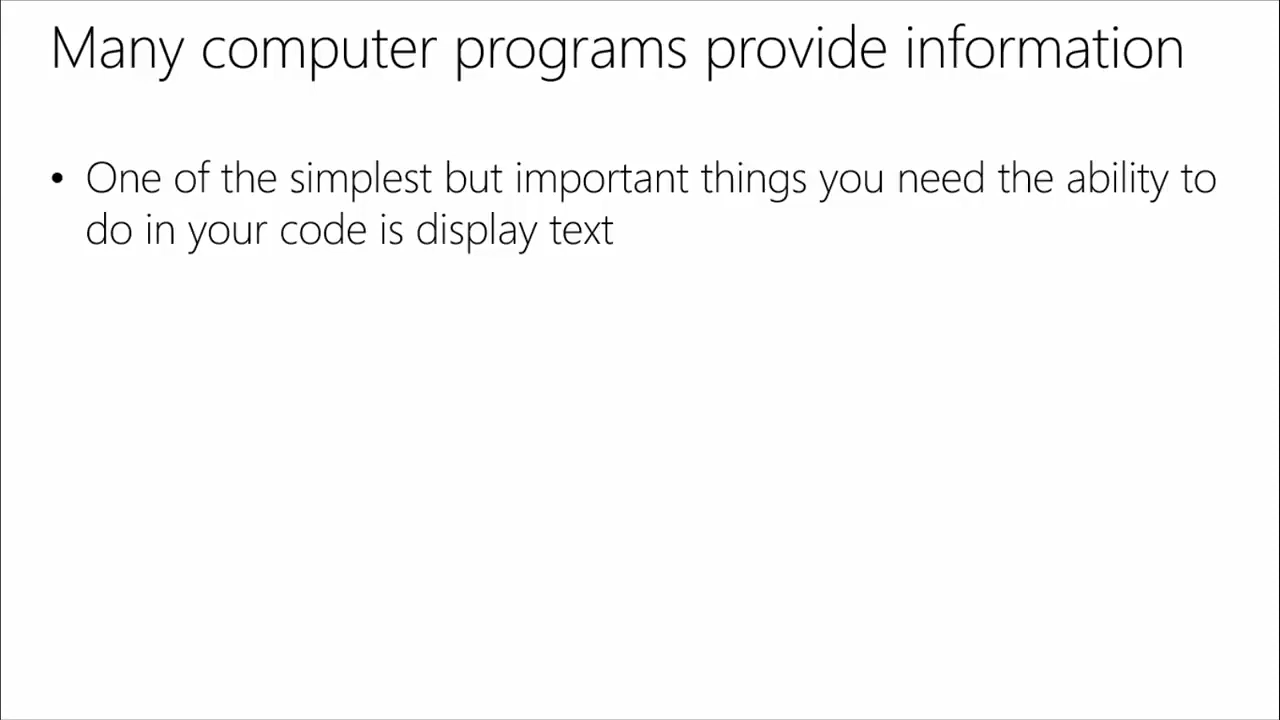 Many computer programs provide information
• One of the simplest but important things you need the ability to
do in your code is display text